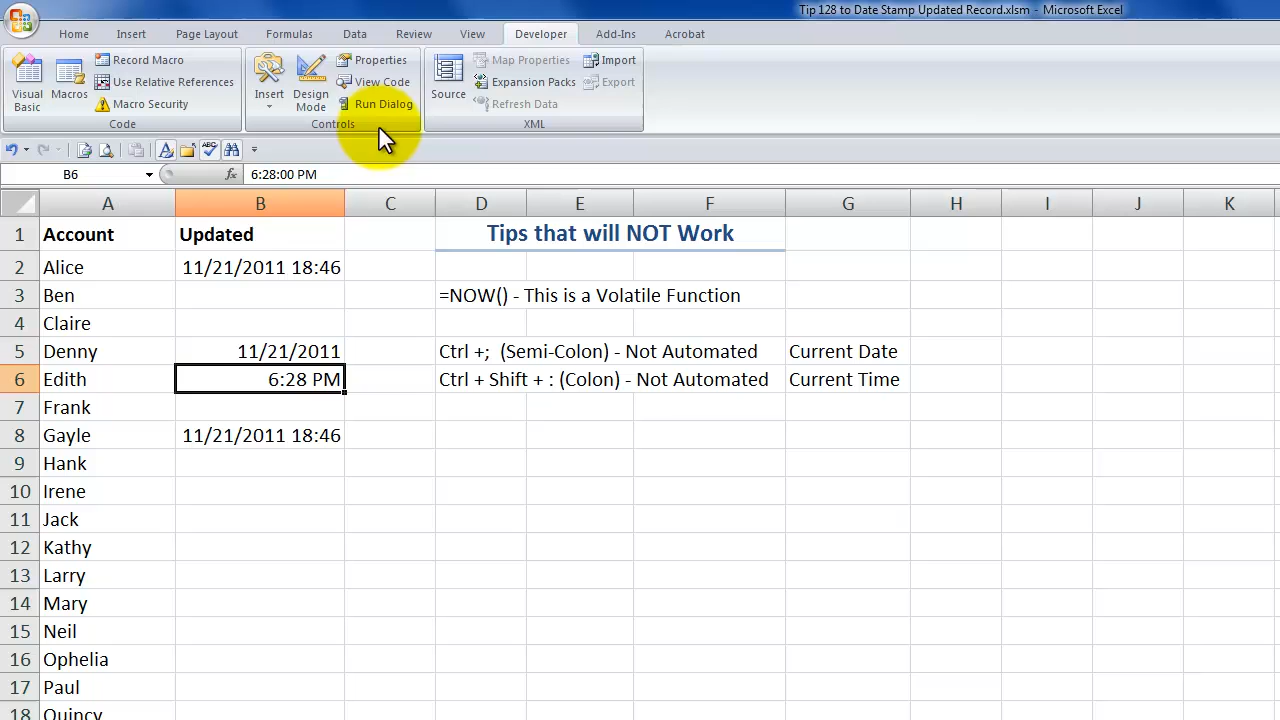 Tip 128 to Date Stamp Updated Record.xlsm - Microsoft Excel
Home Insert Page Layout Formulas Data Review View Developer Add-Ins Acrobat
Visual Basic
Macros
Record Macro
Use Relative References
Macro Security
Code
Insert
Design Mode
Properties
View Code
Run Dialog
Controls
Source
Map Properties
Expansion Packs
Refresh Data
Import
Export
XML
ABC
B6 fx 6:28:00 PM
A B C D E F G H I J K
1 Account Updated Tips that will NOT Work
2 Alice 11/21/2011 18:46
3 Ben =NOW() - This is a Volatile Function
4 Claire
5 Denny 11/21/2011 Ctrl +; (Semi-Colon) - Not Automated Current Date
6 Edith 6:28 PM Ctrl + Shift + : (Colon) - Not Automated Current Time
7 Frank
8 Gayle 11/21/2011 18:46
9 Hank
10 Irene
11 Jack
12 Kathy
13 Larry
14 Mary
15 Neil
16 Ophelia
17 Paul
18 Quincy